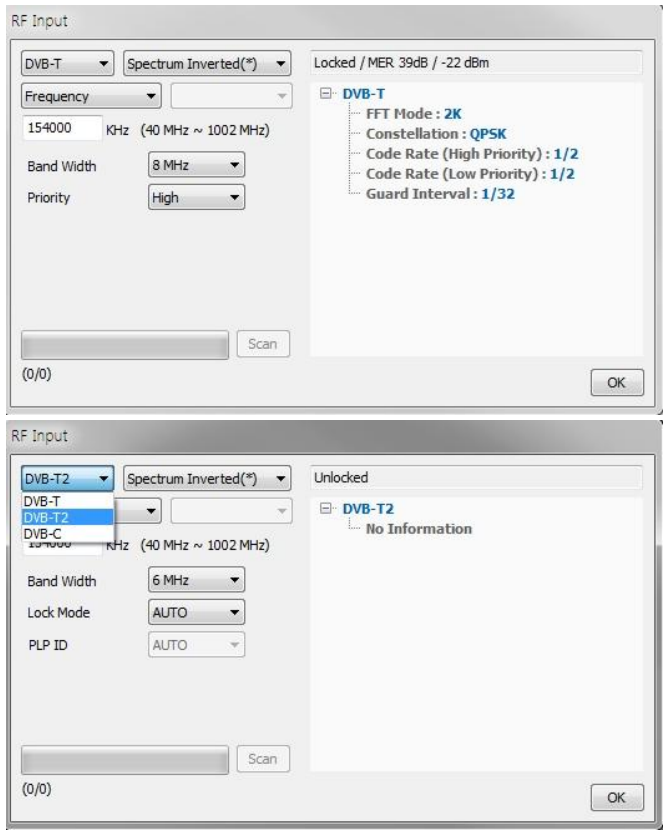 RF Input
DVB-T Spectrum Inverted(*) Locked / MER 39dB / -22 dBm
Frequency
DVB-T
FFT Mode : 2K
154000 KHz (40 MHz ~ 1002 MHz)
Constellation : QPSK
Code Rate (High Priority) : 1/2
Band Width 8 MHz
Code Rate (Low Priority) : 1/2
Priority High
Guard Interval : 1/32
Scan
(0/0)
OK
RF Input
DVB-T2 Spectrum Inverted(*) Unlocked
DVB-T
DVB-T2
DVB-C
DVB-T2
No Information
KHz (40 MHz ~ 1002 MHz)
Band Width 6 MHz
Lock Mode AUTO
PLP ID AUTO
Scan
(0/0)
OK